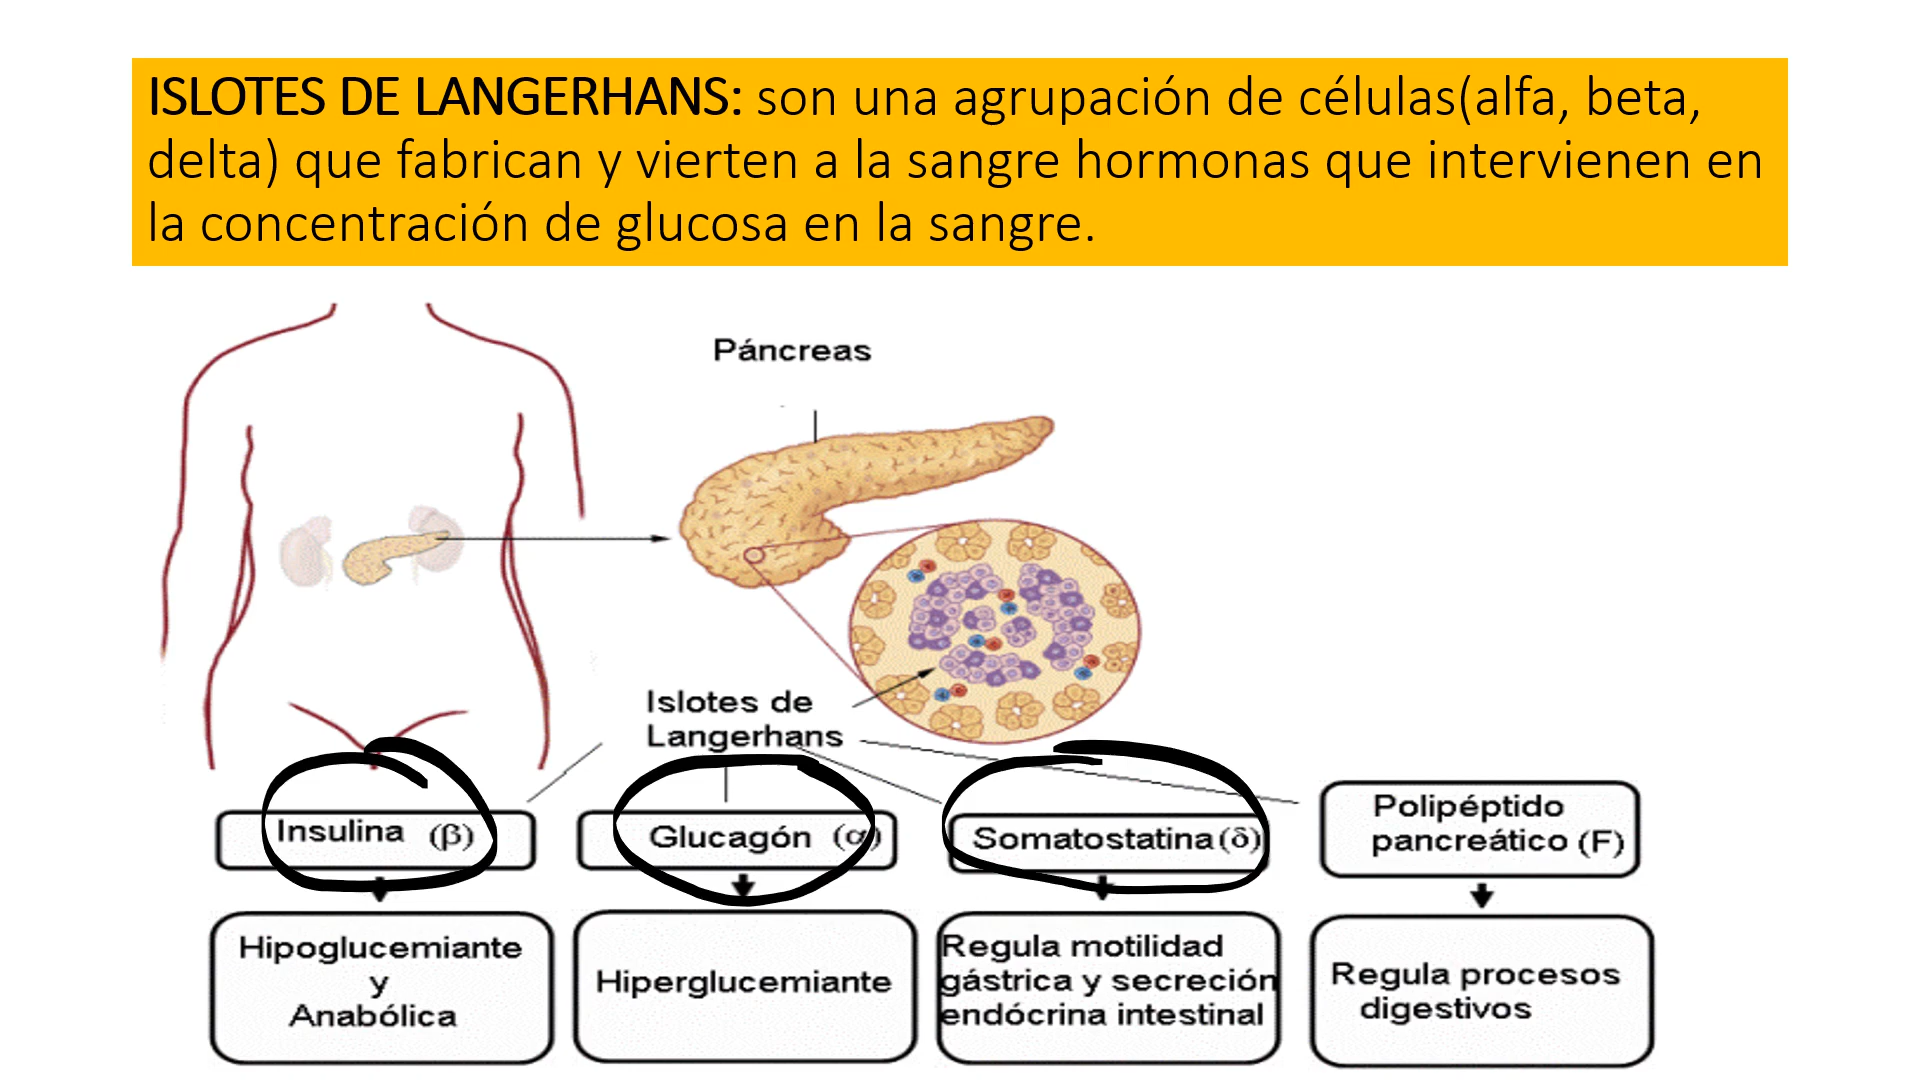 ISLOTES DE LANGERHANS: son una agrupación de células(alfa, beta,
delta) que fabrican y vierten a la sangre hormonas que intervienen en
la concentración de glucosa en la sangre.
Páncreas
Islotes de
Langerhans
Insulina (β)
Glucagón (α)
Somatostatina (δ)
Polipéptido
pancreático (F)
Hipoglucemiante
y
Anabólica
Hiperglucemiante
Regula motilidad
gástrica y secreción
endócrina intestinal
Regula procesos
digestivos